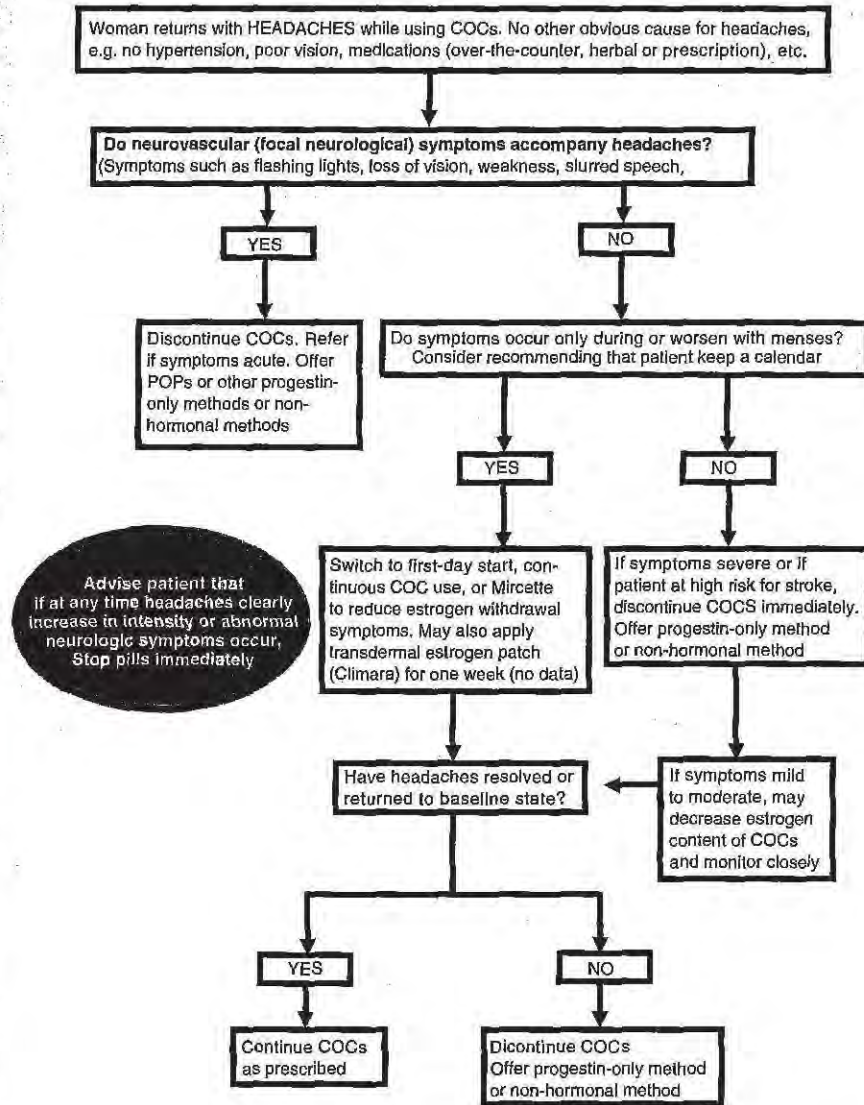 Woman returns with HEADACHES while using COCs. No other obvious cause for headaches,
e.g. no hypertension, poor vision, medications (over-the-counter, herbal or prescription), etc.
Do neurovascular (focal neurological) symptoms accompany headaches?
(Symptoms such as flashing lights, loss of vision, weakness, slurred speech,
YES
NO
Discontinue COCs. Refer
if symptoms acute. Offer
POPs or other progestin-
only methods or non-
hormonal methods
Do symptoms occur only during or worsen with menses?
Consider recommending that patient keep a calendar
YES
NO
Advise patient that
if at any time headaches clearly
increase in intensity or abnormal
neurologic symptoms occur,
Stop pills immediately
Switch to first-day start, con-
tinuous COC use, or Mircette
to reduce estrogen withdrawal
symptoms. May also apply
transdermal estrogen patch
(Climara) for one week (no data)
If symptoms severe or if
patient at high risk for stroke,
discontinue COCS immediately.
Offer progestin-only method
or non-hormonal method
Have headaches resolved or
returned to baseline state?
If symptoms mild
to moderate, may
decrease estrogen
content of COCs
and monitor closely
YES
NO
Continue COCs
as prescribed
Dicontinue COCs
Offer progestin-only method
or non-hormonal method